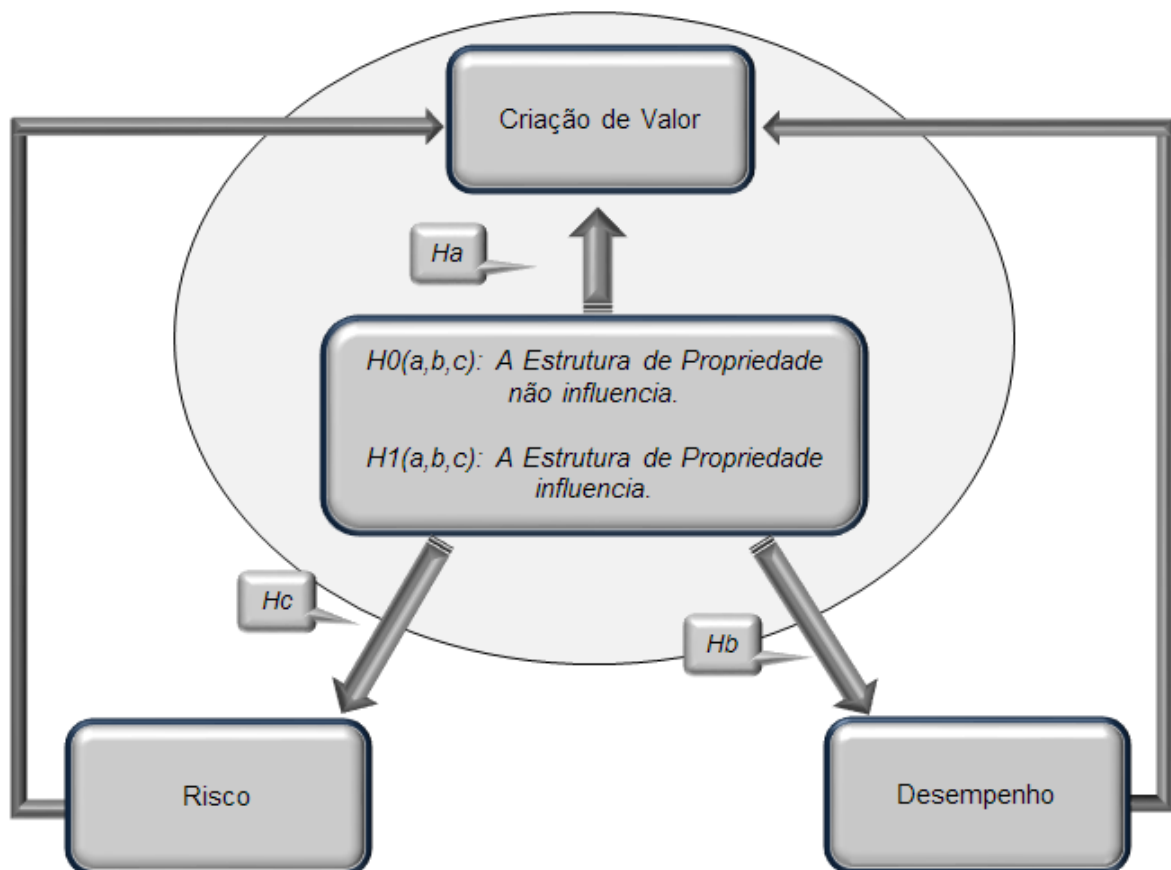 Criação de Valor
Ha
H0(a,b,c): A Estrutura de Propriedade
não influencia.
H1(a,b,c): A Estrutura de Propriedade
influencia.
Hc
Hb
Risco
Desempenho